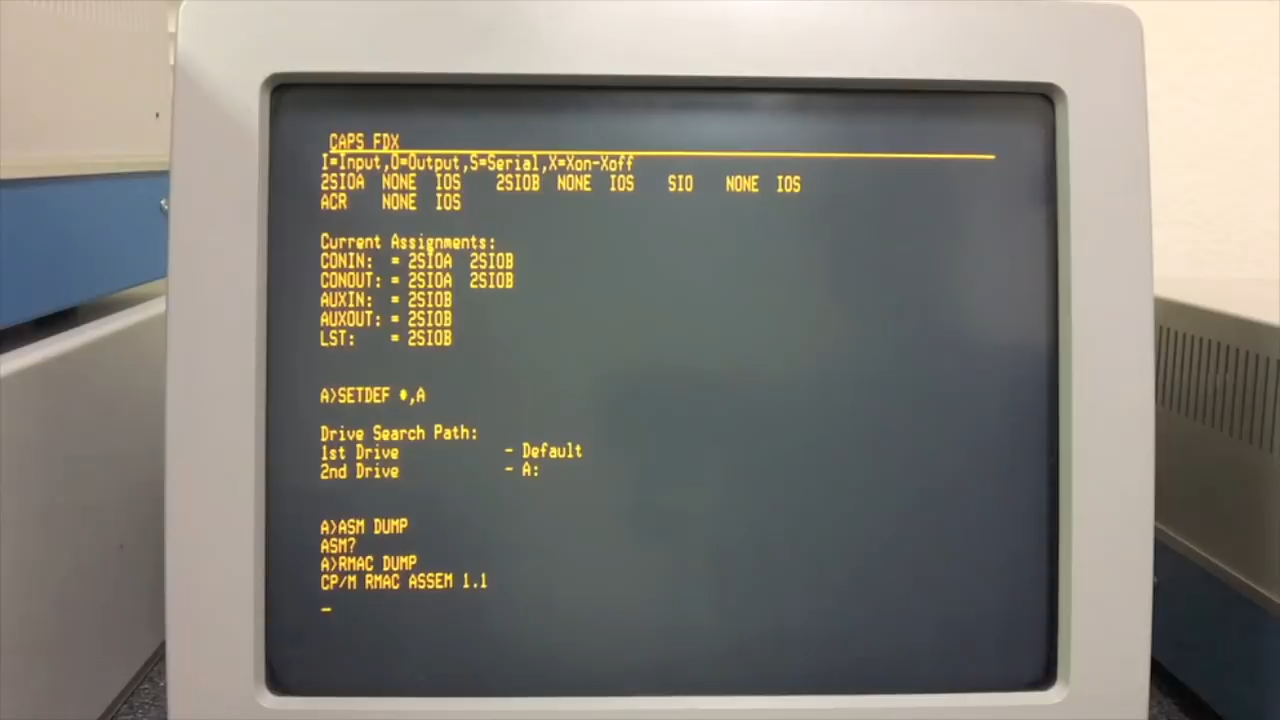 CAPS FDX
I=Input,O=Output,S=Serial,X=Xon-Xoff
2SIOA NONE IOS 2SIOB NONE IOS SIO NONE IOS
ACR NONE IOS
Current Assignments:
CONIN: = 2SIOA 2SIOB
CONOUT: = 2SIOA 2SIOB
AUXIN: = 2SIOB
AUXOUT: = 2SIOB
LST: = 2SIOB
A>SETDEF *,A
Drive Search Path:
1st Drive - Default
2nd Drive - A:
A>ASM DUMP
ASM?
A>RMAC DUMP
CP/M RMAC ASSEM 1.1
_